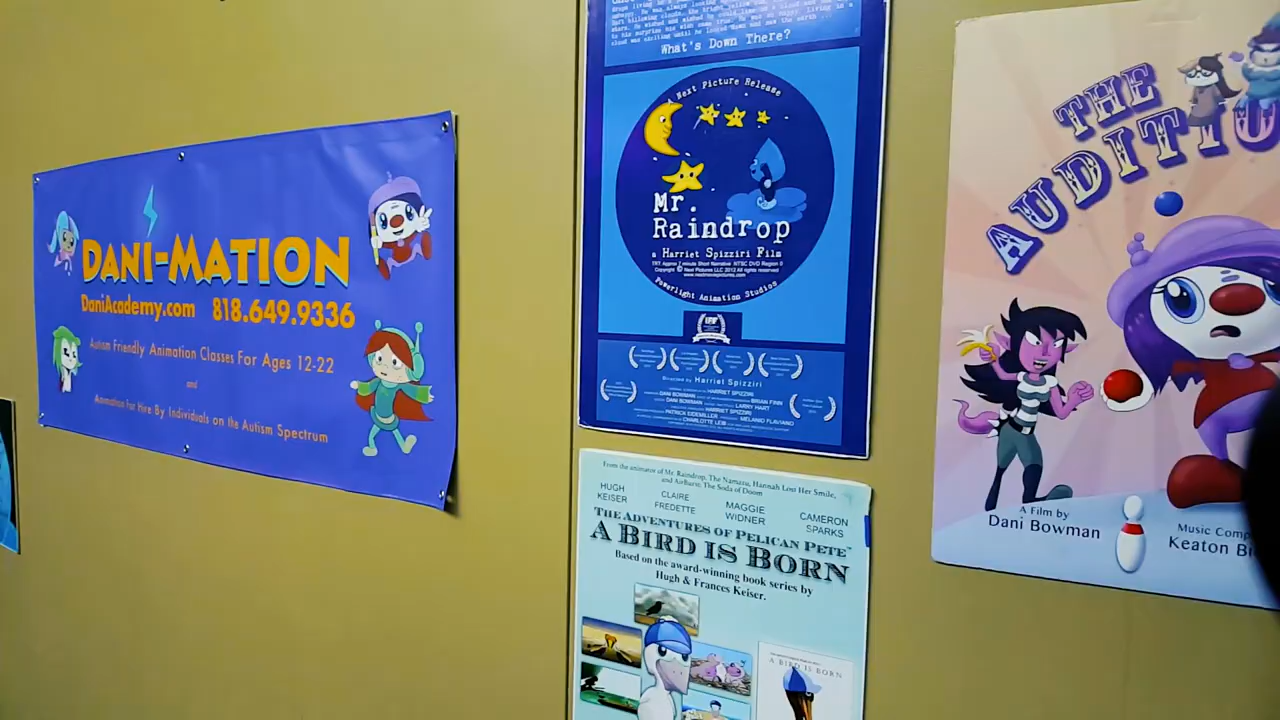 DANI-MATION
DaniAcademy.com 818.649.9336
Autism Friendly Animation Classes For Ages 12-22
and
Animation for Hire By Individuals on the Autism Spectrum
What's Down There?
Next Picture Release
Mr.
Raindrop
a Harriet Spizziri Film
Powerlight Animation Studios
Directed by Harriet Spizziri
From the animator of Mr. Raindrop, The Namazu, Hannah Lost Her Smile,
and AirBurst: The Soda of Doom
HUGH KEISER
CLAIRE FREDETTE
MAGGIE WIDNER
CAMERON SPARKS
THE ADVENTURES OF PELICAN PETE™
A BIRD IS BORN
Based on the award-winning book series by
Hugh & Frances Keiser.
A BIRD IS BORN
THE
AUDITIO
A Film by
Dani Bowman
Music Comp
Keaton B